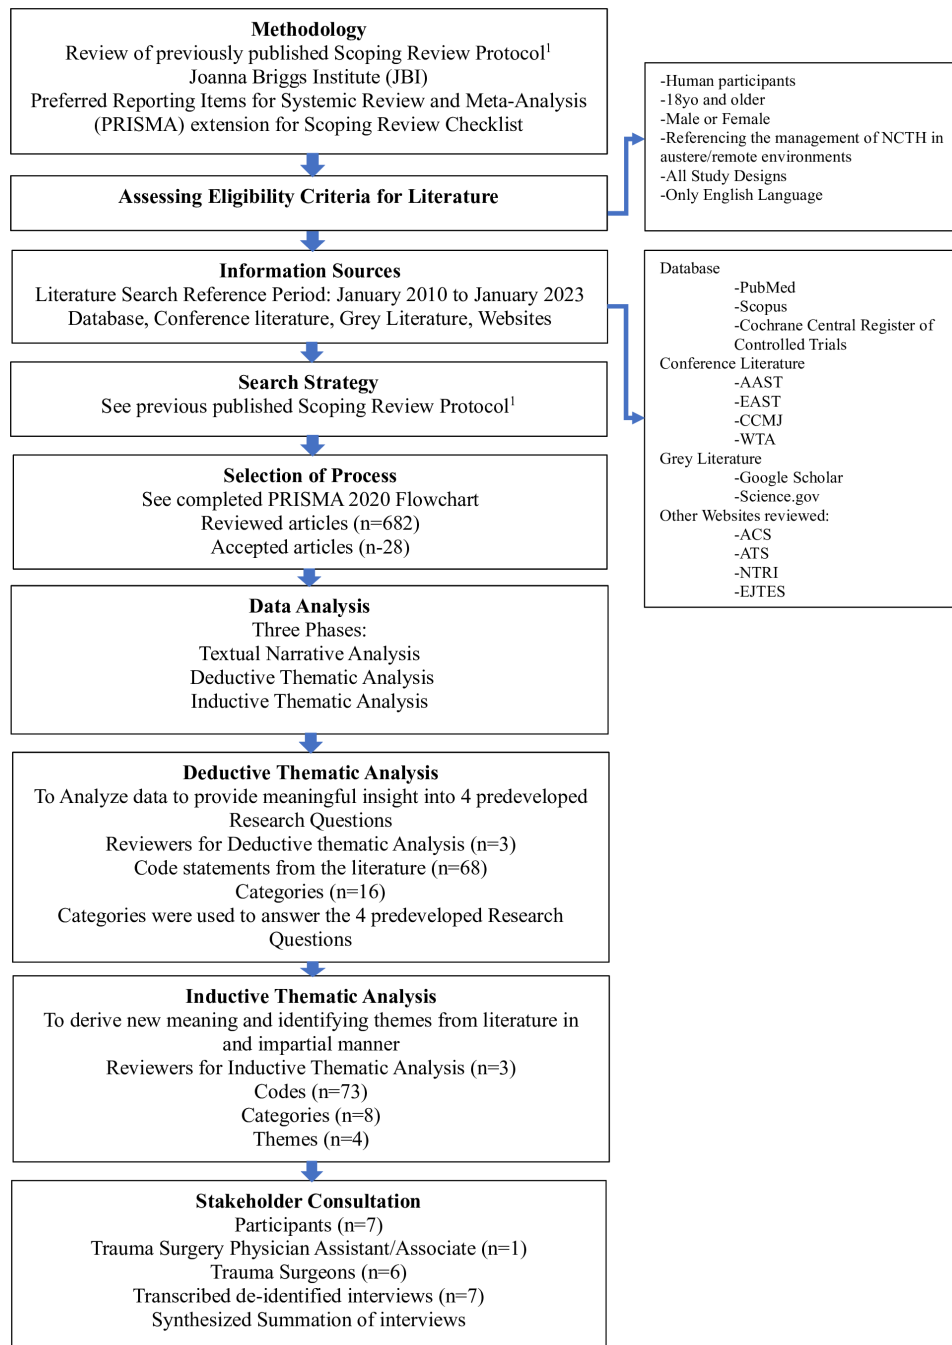 Methodology
Review of previously published Scoping Review Protocol1
Joanna Briggs Institute (JBI)
Preferred Reporting Items for Systemic Review and Meta-Analysis
(PRISMA) extension for Scoping Review Checklist
-Human participants
-18yo and older
-Male or Female
-Referencing the management of NCTH in
austere/remote environments
-All Study Designs
-Only English Language
Assessing Eligibility Criteria for Literature
Information Sources
Literature Search Reference Period: January 2010 to January 2023
Database, Conference literature, Grey Literature, Websites
Database
-PubMed
-Scopus
-Cochrane Central Register of
Controlled Trials
Conference Literature
-AAST
-EAST
-CCMJ
-WTA
Grey Literature
-Google Scholar
-Science.gov
Other Websites reviewed:
-ACS
-ATS
-NTRI
-EJTES
Search Strategy
See previous published Scoping Review Protocol1
Selection of Process
See completed PRISMA 2020 Flowchart
Reviewed articles (n=682)
Accepted articles (n-28)
Data Analysis
Three Phases:
Textual Narrative Analysis
Deductive Thematic Analysis
Inductive Thematic Analysis
Deductive Thematic Analysis
To Analyze data to provide meaningful insight into 4 predeveloped
Research Questions
Reviewers for Deductive thematic Analysis (n=3)
Code statements from the literature (n=68)
Categories (n=16)
Categories were used to answer the 4 predeveloped Research
Questions
Inductive Thematic Analysis
To derive new meaning and identifying themes from literature in
and impartial manner
Reviewers for Inductive Thematic Analysis (n=3)
Codes (n=73)
Categories (n=8)
Themes (n=4)
Stakeholder Consultation
Participants (n=7)
Trauma Surgery Physician Assistant/Associate (n=1)
Trauma Surgeons (n=6)
Transcribed de-identified interviews (n=7)
Synthesized Summation of interviews